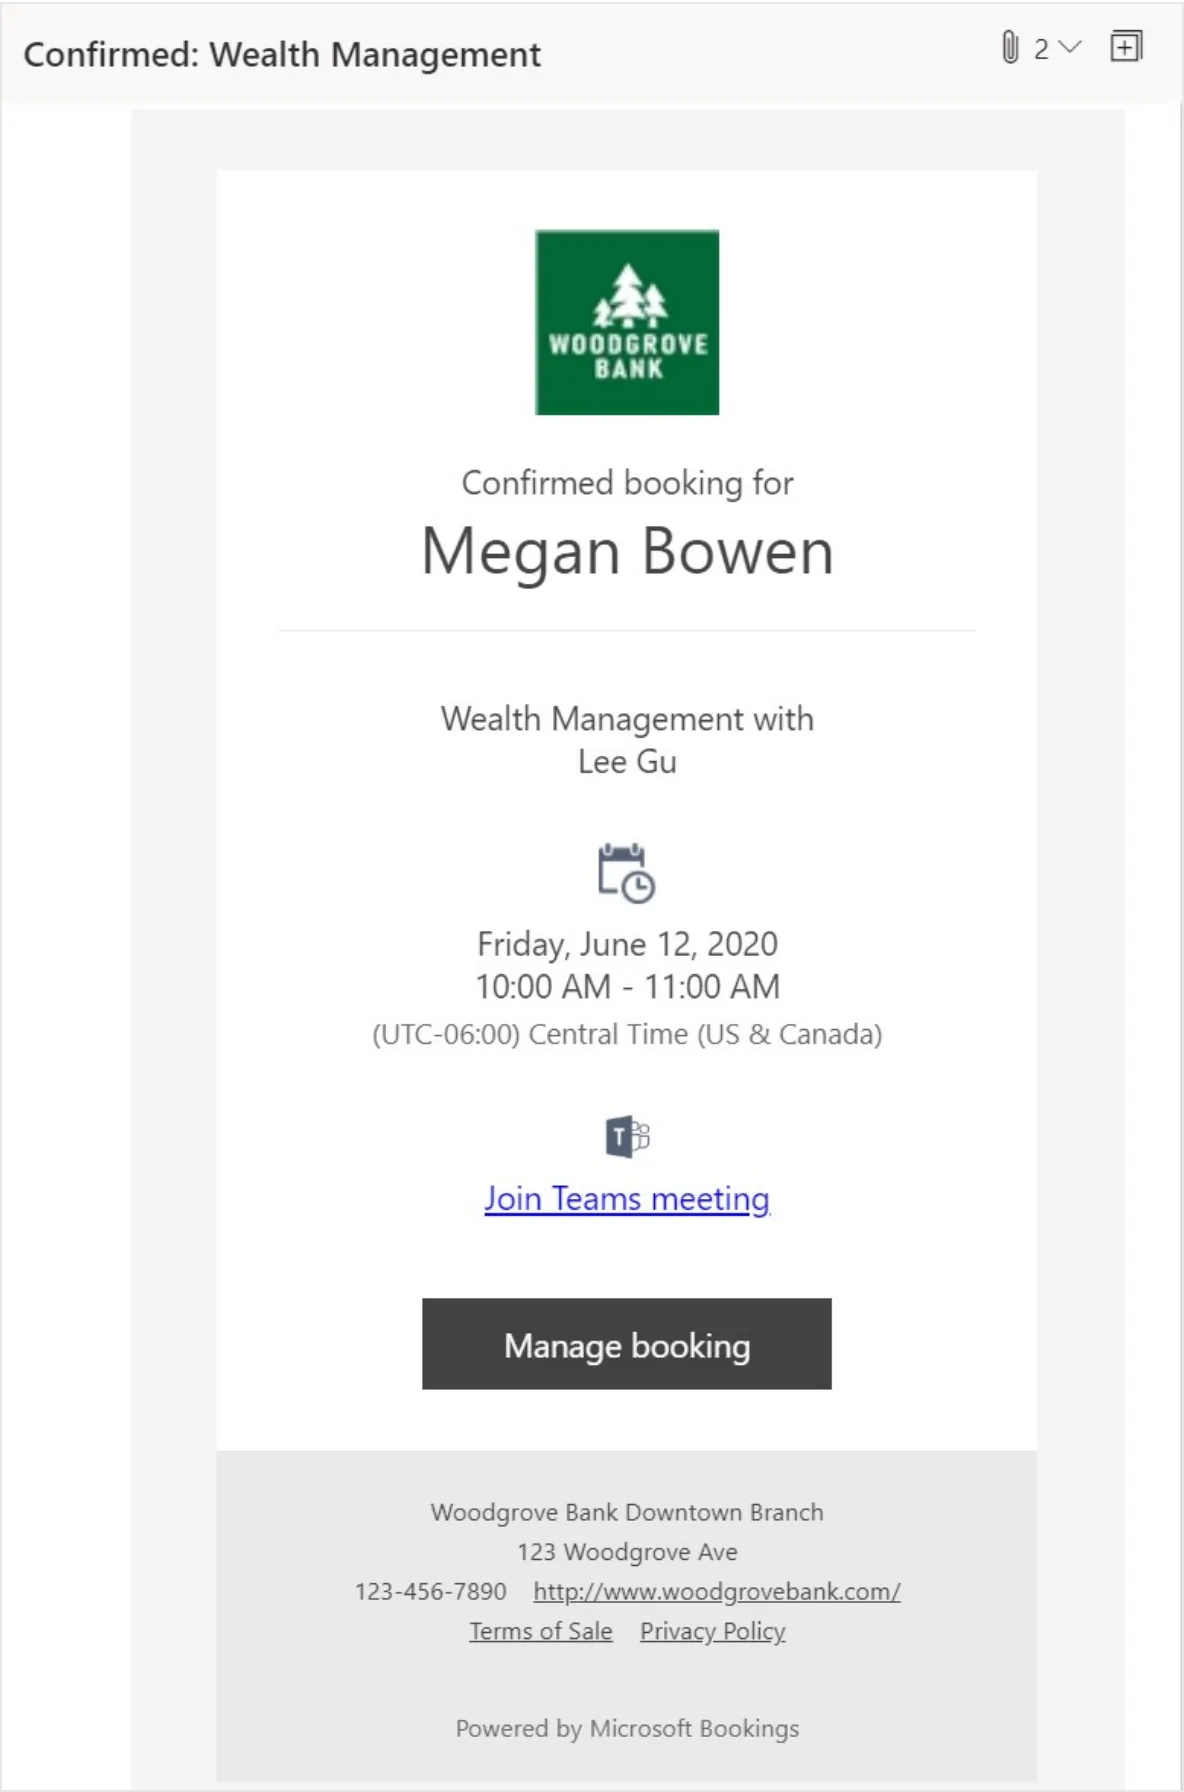 Confirmed: Wealth Management
2
WOODGROVE
BANK
Confirmed booking for
Megan Bowen
Wealth Management with
Lee Gu
Friday, June 12, 2020
10:00 AM - 11:00 AM
(UTC-06:00) Central Time (US & Canada)
T
Join Teams meeting
Manage booking
Woodgrove Bank Downtown Branch
123 Woodgrove Ave
123-456-7890 http://www.woodgrovebank.com/
Terms of Sale Privacy Policy
Powered by Microsoft Bookings